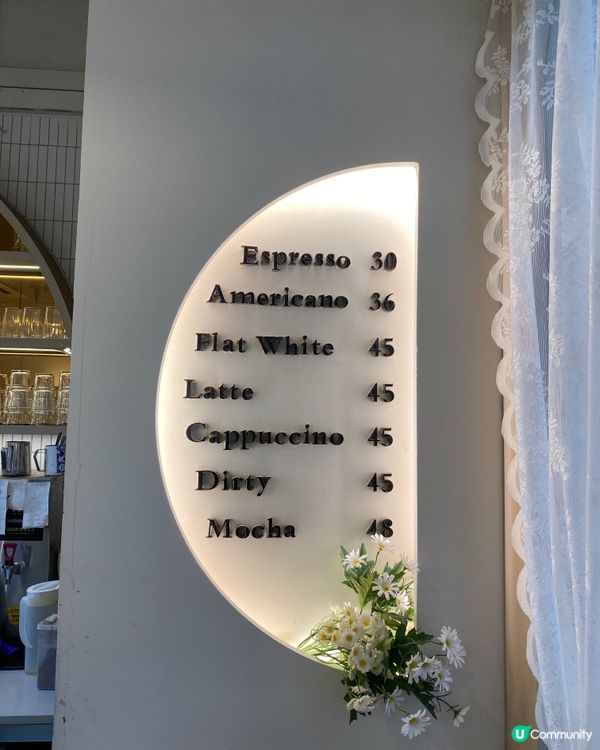 Espresso 30
Americano 36
Flat White 45
Latte 45
Cappuccino 45
Dirty 45
Mocha 48
U Community